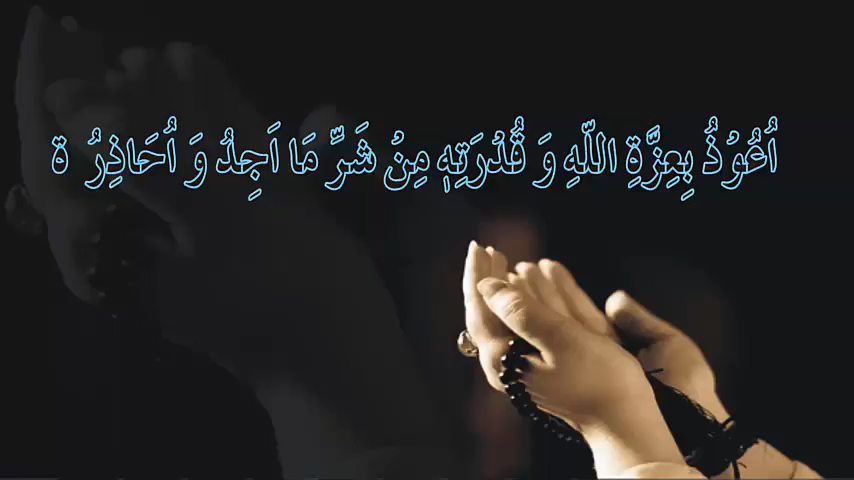 اُعُوْذُ بِعِزَّةِ اللّٰهِ وَ قُدْرَتِهٖ مِنْ شَرِّ مَا اَجِدُ وَ اُحَاذِرُ ة